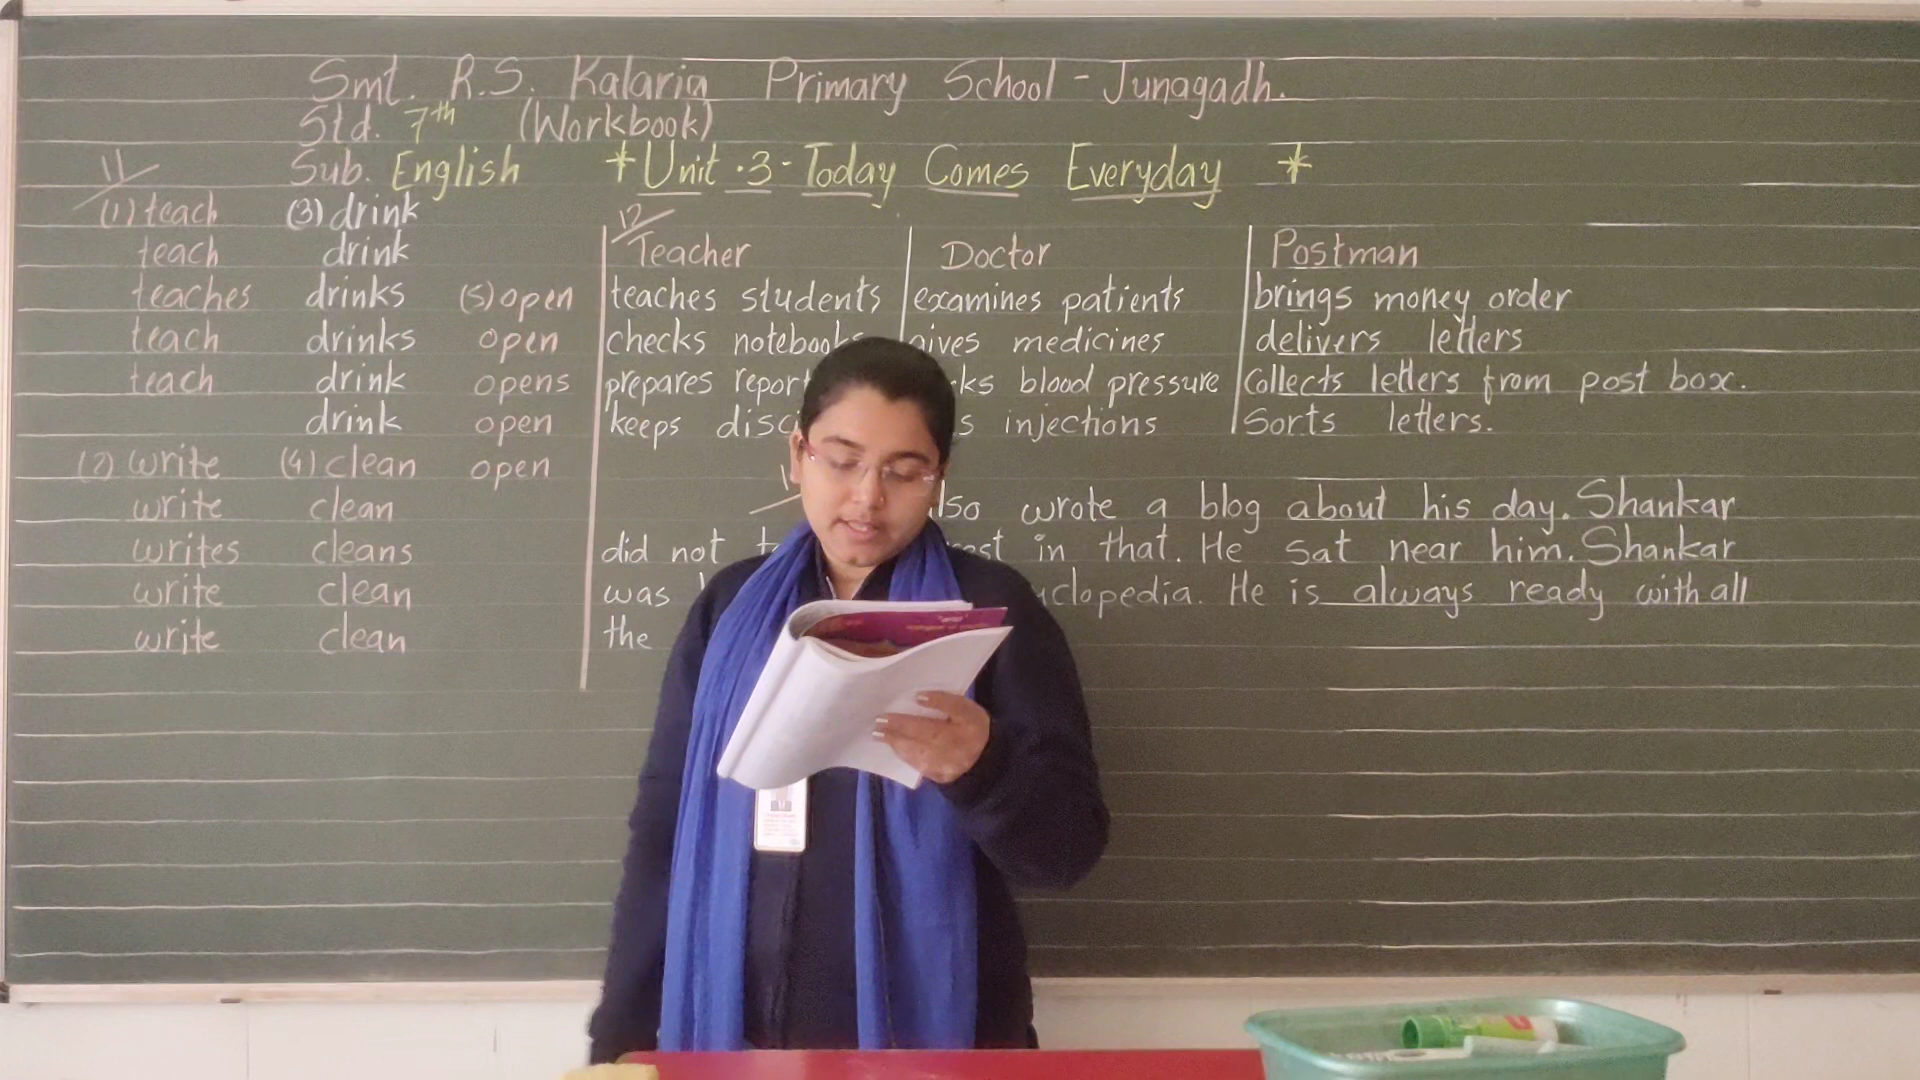 Smt. R.S. Kalaria Primary School - Junagadh.
Std. 7th (Workbook)
Sub. English * Unit.3 - Today Comes Everyday *
11
(1) teach (3) drink
teach drink
teaches drinks (5) open
teach drinks open
teach drink opens
drink open
(2) write (4) clean open
write clean
writes cleans
write clean
write clean
12
Teacher Doctor Postman
teaches students examines patients brings money order
checks notebooks gives medicines delivers letters
prepares report blood pressure collects letters from post box.
keeps injections Sorts letters.
also wrote a blog about his day. Shankar
did not in that. He sat near him. Shankar
was He is always ready with all
the